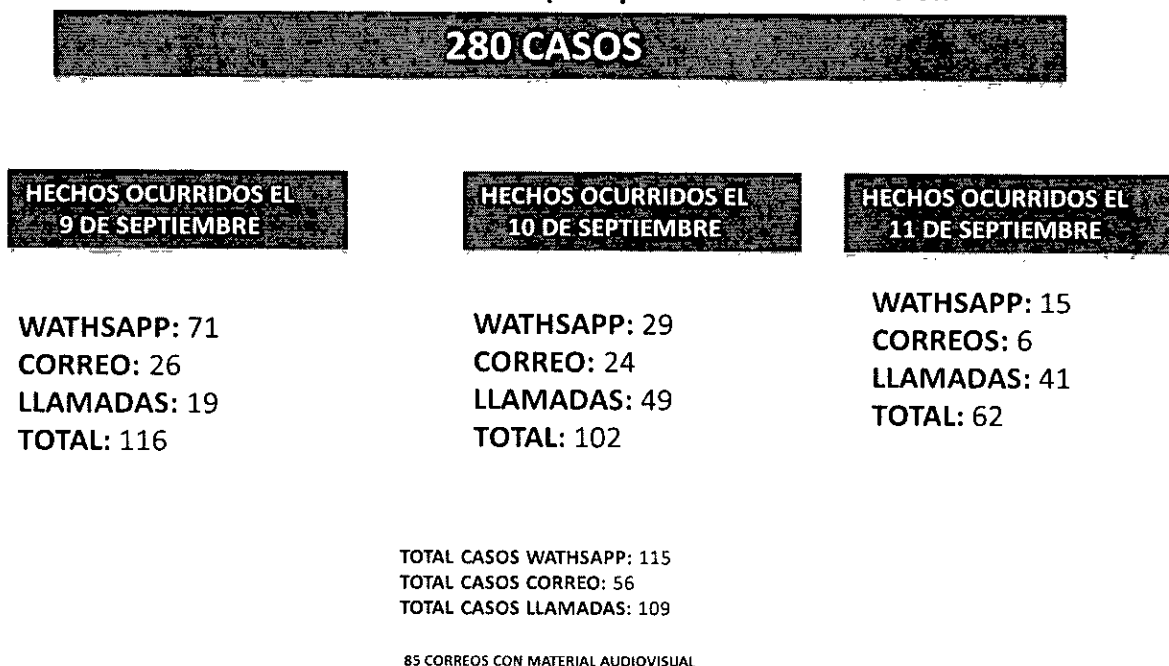 280 CASOS
HECHOS OCURRIDOS EL
9 DE SEPTIEMBRE
HECHOS OCURRIDOS EL
10 DE SEPTIEMBRE
HECHOS OCURRIDOS EL
11 DE SEPTIEMBRE
WATHSAPP: 71
CORREO: 26
LLAMADAS: 19
TOTAL: 116
WATHSAPP: 29
CORREO: 24
LLAMADAS: 49
TOTAL: 102
WATHSAPP: 15
CORREOS: 6
LLAMADAS: 41
TOTAL: 62
TOTAL CASOS WATHSAPP: 115
TOTAL CASOS CORREO: 56
TOTAL CASOS LLAMADAS: 109
85 CORREOS CON MATERIAL AUDIOVISUAL